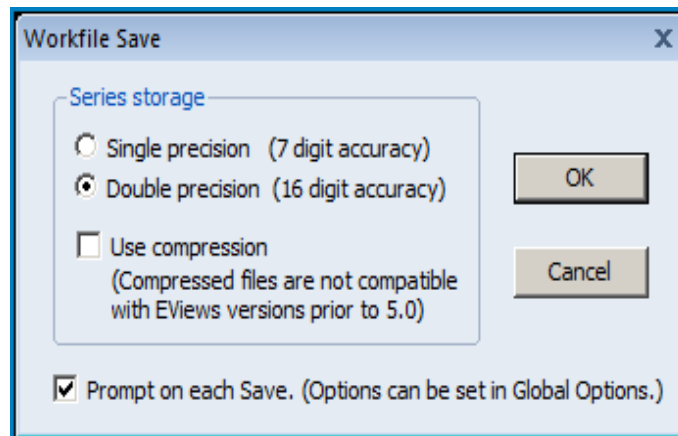 Workfile Save
X
Series storage
Single precision (7 digit accuracy)
Double precision (16 digit accuracy)
OK
Use compression
(Compressed files are not compatible
with EViews versions prior to 5.0)
Cancel
Prompt on each Save. (Options can be set in Global Options.)